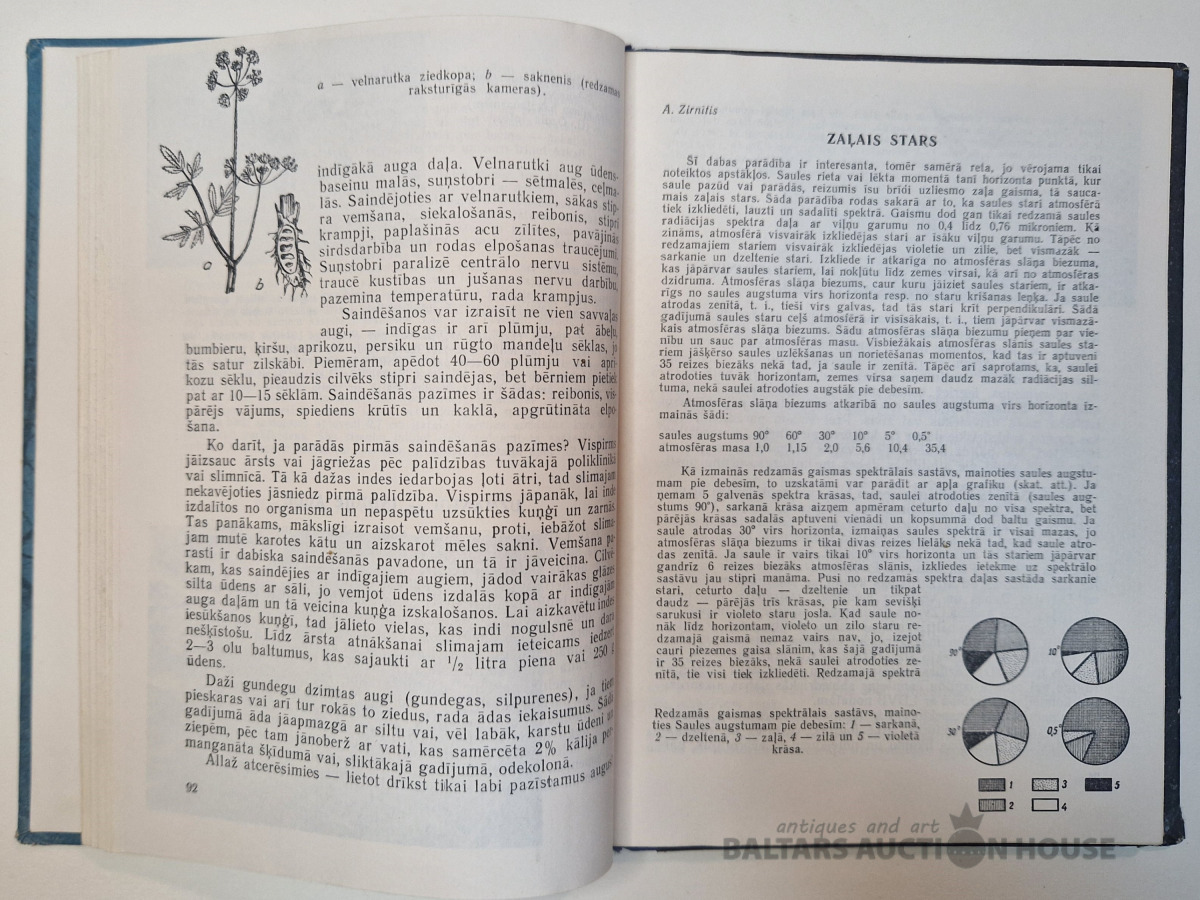 a — velnarutka ziedkopa; b — saknenis (redzamas
raksturīgās kameras).
a
b
indīgākā auga daļa. Velnarutki aug ūdens-
baseinu malās, suņstobri — sētmalēs, ceļma-
lās. Saindējoties ar velnarutkiem, sākas stip-
ra vemšana, siekalošanās, reibonis, stipri
krampji, paplašinās acu zīlītes, pavājinās
sirdsdarbība un rodas elpošanas traucējumi.
Suņstobri paralizē centrālo nervu sistēmu,
traucē kustības un jušanas nervu darbību,
pazemina temperatūru, rada krampjus.
Saindēšanos var izraisīt ne vien savvaļas
augi, — indīgas ir arī plūmju, pat ābeļu,
bumbieru, ķiršu, aprikozu, persiku un rūgto mandeļu sēklas, jo
tās satur zilskābi. Piemēram, apēdot 40—60 plūmju vai apri-
kozu sēklu, pieaudzis cilvēks stipri saindējas, bet bērniem pietiek
pat ar 10—15 sēklām. Saindēšanās pazīmes ir šādas: reibonis, vis-
pārējs vājums, spiediens krūtīs un kaklā, apgrūtināta elpo-
šana.
Ko darīt, ja parādās pirmās saindēšanās pazīmes? Vispirms
jāizsauc ārsts vai jāgriežas pēc palīdzības tuvākajā poliklīnikā
vai slimnīcā. Tā kā dažas indes iedarbojas ļoti ātri, tad slimajam
nekavējoties jāsniedz pirmā palīdzība. Vispirms jāpanāk, lai inde
izdalītos no organisma un nepaspētu uzsūkties kuņģī un zarnās.
Tas panākams, mākslīgi izraisot vemšanu, proti, iebāžot slima-
jam mutē karotes kātu un aizskarot mēles sakni. Vemšana pa-
rasti ir dabiska saindēšanās pavadone, un tā ir jāveicina. Cilvē-
kam, kas saindējies ar indīgajiem augiem, jādod vairākas glāzes
silta ūdens ar sāli, jo vemjot ūdens izdalās kopā ar indīgajām
auga daļām un tā veicina kuņģa izskalošanos. Lai aizkavētu indes
iesūkšanos kuņģī, tad jālieto vielas, kas indi nogulsnē un dara
nešķīstošu. Līdz ārsta atnākšanai slimajam ieteicams iedzert
2—3 olu baltumus, kas sajaukti ar 1/2 litra piena vai 250 g
ūdens.
Daži gundegu dzimtas augi (gundegas, silpurenes), ja tiem
pieskaras vai arī tur rokās to ziedus, rada ādas iekaisumus. Šādā
gadījumā āda jāapmazgā ar siltu vai, vēl labāk, karstu ūdeni un
ziepēm, pēc tam jānoberž ar vati, kas samērcēta 2% kālija per-
manganāta šķīdumā vai, sliktākajā gadījumā, odekolonā.
Allaž atcerēsimies — lietot drīkst tikai labi pazīstamus augus
92
A. Zirnītis
ZAĻAIS STARS
Šī dabas parādība ir interesanta, tomēr samērā reta, jo vērojama tikai
noteiktos apstākļos. Saules rieta vai lēkta momentā tanī horizonta punktā, kur
saule pazūd vai parādās, reizumis īsu brīdi uzliesmo zaļa gaisma, tā sauca-
mais zaļais stars. Šāda parādība rodas sakarā ar to, ka saules stari atmosfērā
tiek izkliedēti, lauzti un sadalīti spektrā. Gaismu dod gan tikai redzamā saules
radiācijas spektra daļa ar viļņu garumu no 0,4 līdz 0,76 mikroniem. Kā
zināms, atmosfērā visvairāk izkliedējas stari ar īsāku viļņu garumu. Tāpēc no
redzamajiem stariem visvairāk izkliedējas violetie un zilie, bet vismazāk —
sarkanie un dzeltenie stari. Izkliede ir atkarīga no atmosfēras slāņa biezuma,
kas jāpārvar saules stariem, lai nokļūtu līdz zemes virsai, kā arī no atmosfēras
dzidruma. Atmosfēras slāņa biezums, caur kuru jāiziet saules stariem, ir atka-
rīgs no saules augstuma virs horizonta resp. no staru krišanas leņķa. Ja saule
atrodas zenītā, t. i., tieši virs galvas, tad tās stari krīt perpendikulāri. Šādā
gadījumā saules staru ceļš atmosfērā ir visīsākais, t. i., tiem jāpārvar vismazā-
kais atmosfēras slāņa biezums. Šādu atmosfēras slāņa biezumu pieņem par vie-
nību un sauc par atmosfēras masu. Visbiežākais atmosfēras slānis saules sta-
riem jāšķērso saules uzlēkšanas un norietēšanas momentos, kad tas ir aptuveni
35 reizes biezāks nekā tad, ja saule ir zenītā. Tāpēc arī saprotams, ka, saulei
atrodoties tuvāk horizontam, zemes virsa saņem daudz mazāk radiācijas sil-
tuma, nekā saulei atrodoties augstāk pie debesīm.
Atmosfēras slāņa biezums atkarībā no saules augstuma virs horizonta iz-
mainās šādi:
saules augstums 90° 60° 30° 10° 5° 0,5°
atmosfēras masa 1,0 1,15 2,0 5,6 10,4 35,4
Kā izmainās redzamās gaismas spektrālais sastāvs, mainoties saules augstu-
mam pie debesīm, to uzskatāmi var parādīt ar apļa grafiku (skat. att.). Ja
ņemam 5 galvenās spektra krāsas, tad, saulei atrodoties zenītā (saules aug-
stums 90°), sarkanā krāsa aizņem apmēram ceturto daļu no visa spektra, bet
pārējās krāsas sadalās aptuveni vienādi un kopsummā dod baltu gaismu. Ja
saule atrodas 30° virs horizonta, izmaiņas saules spektrā ir visai mazas, jo
atmosfēras slāņa biezums ir tikai divas reizes lielāks nekā tad, kad saule atro-
das zenītā. Ja saule ir vairs tikai 10° virs horizonta un tās stariem jāpārvar
gandrīz 6 reizes biezāks atmosfēras slānis, izkliedes ietekme uz spektrālo
sastāvu jau stipri manāma. Pusi no redzamās spektra daļas sastāda sarkanie
stari, ceturto daļu — dzeltenie un tikpat
daudz — pārējās trīs krāsas, pie kam sevišķi
sarukusi ir violeto staru josla. Kad saule no-
nāk līdz horizontam, violeto un zilo staru re-
dzamajā gaismā nemaz vairs nav, jo, izejot
cauri piezemes gaisa slānim, kas šajā gadījumā
ir 35 reizes biezāks, nekā saulei atrodoties ze-
nītā, tie visi tiek izkliedēti. Redzamajā spektrā
Redzamās gaismas spektrālais sastāvs, maino-
ties Saules augstumam pie debesīm: 1 — sarkanā,
2 — dzeltenā, 3 — zaļā, 4 — zilā un 5 — violetā
krāsa.
90°
10°
30°
0,5°
1 3 5
2 4
antiques and art
BALTARS AUCTION HOUSE